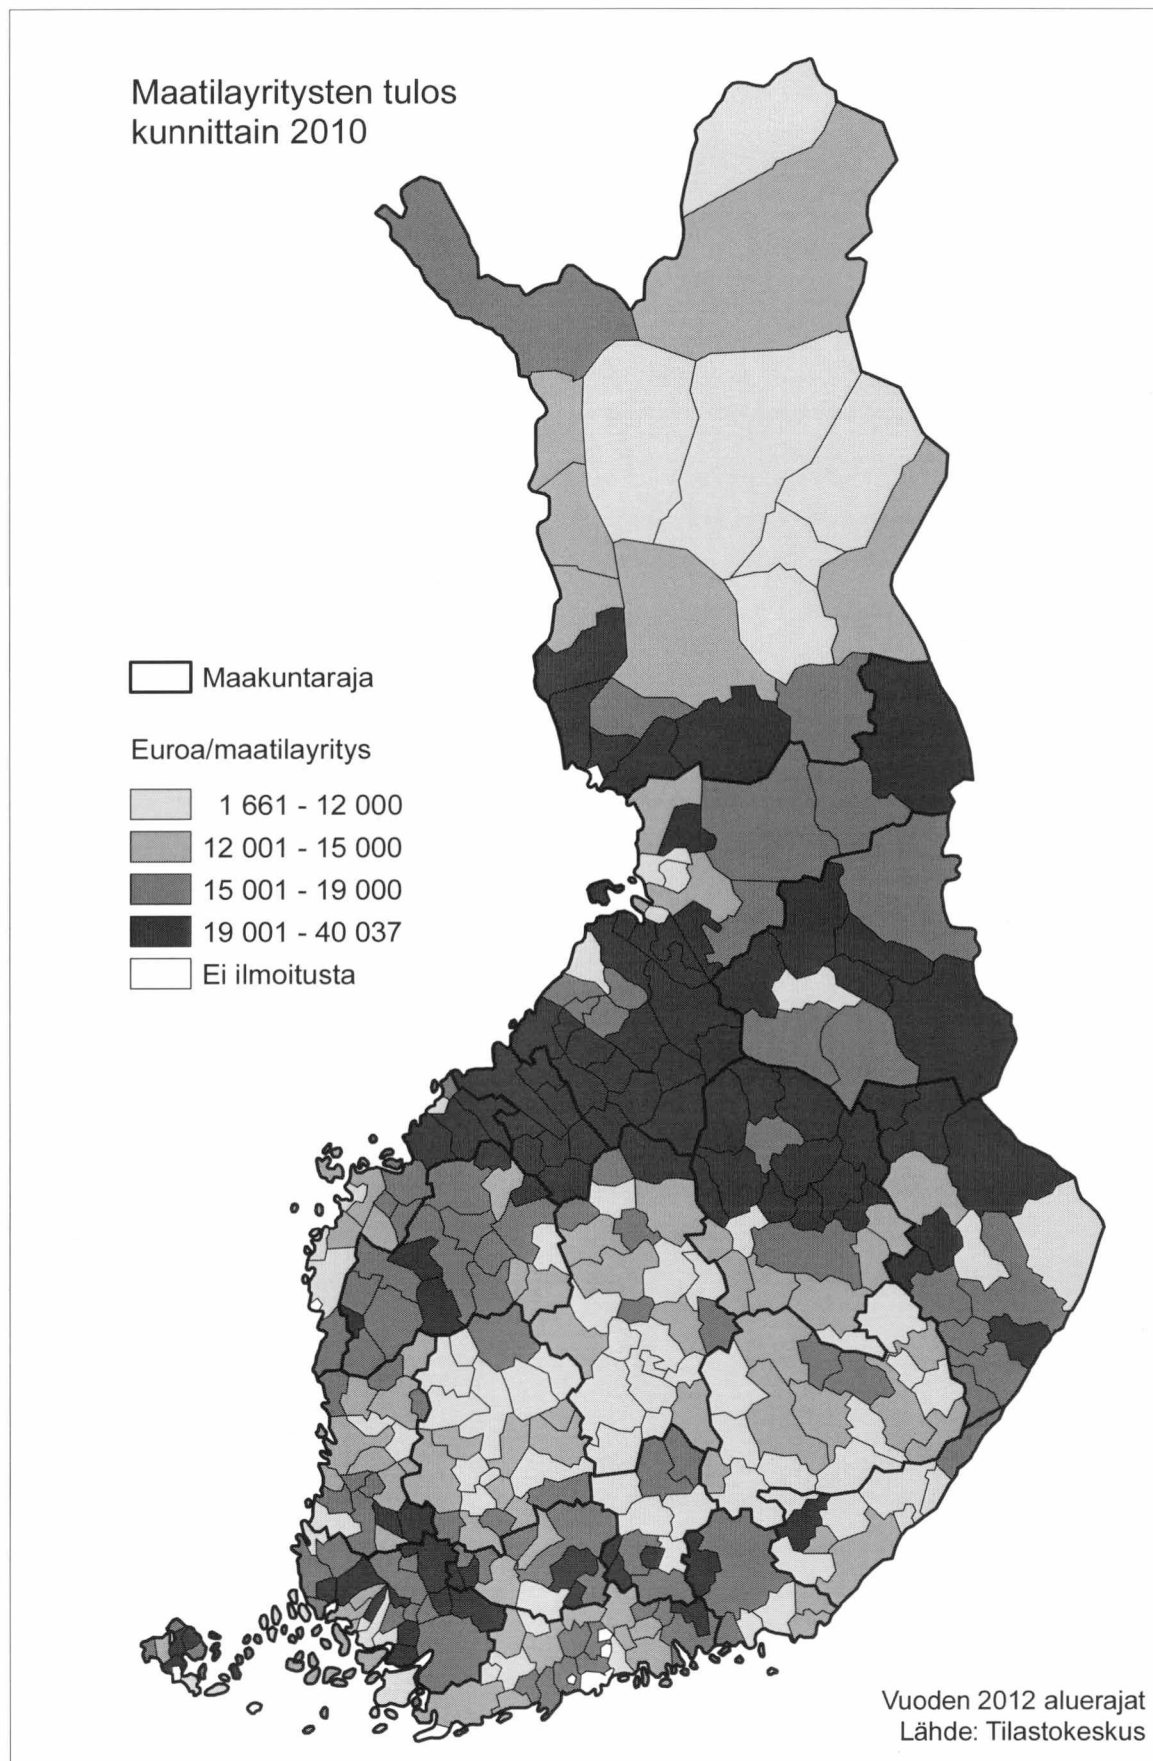 Maatilayritysten tulos
kunnittain 2010
Maakuntaraja
Euroa/maatilayritys
1 661 - 12 000
12 001 - 15 000
15 001 - 19 000
19 001 - 40 037
Ei ilmoitusta
Vuoden 2012 aluerajat
Lähde: Tilastokeskus